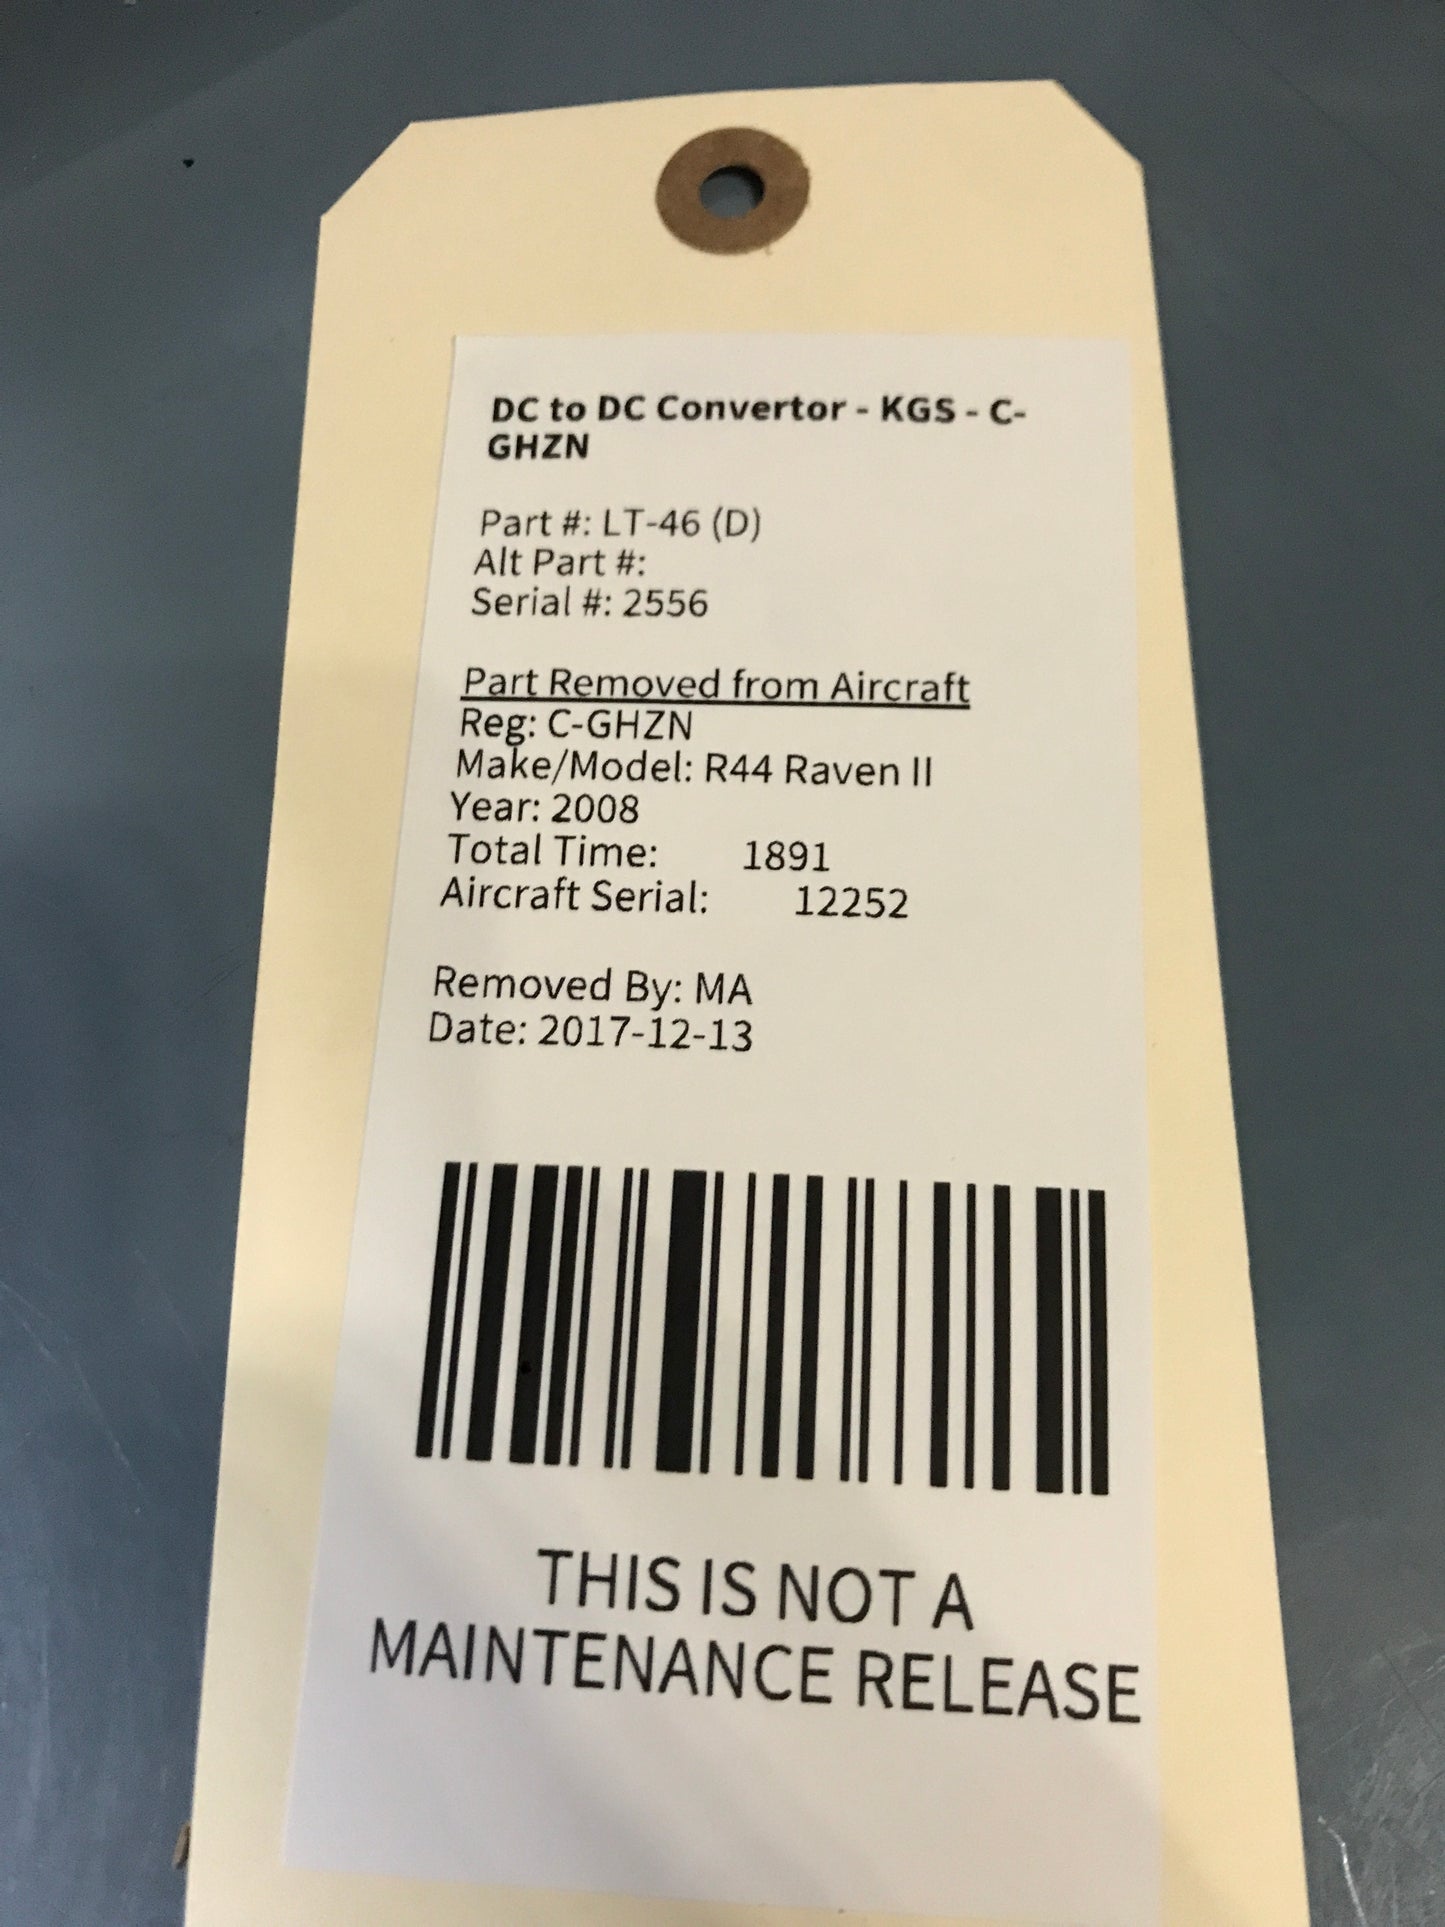 DC to DC Convertor - KGS - C-
GHZN
Part #: LT-46 (D)
Alt Part #:
Serial #: 2556
Part Removed from Aircraft
Reg: C-GHZN
Make/Model: R44 Raven II
Year: 2008
Total Time: 1891
Aircraft Serial: 12252
Removed By: MA
Date: 2017-12-13
THIS IS NOT A
MAINTENANCE RELEASE